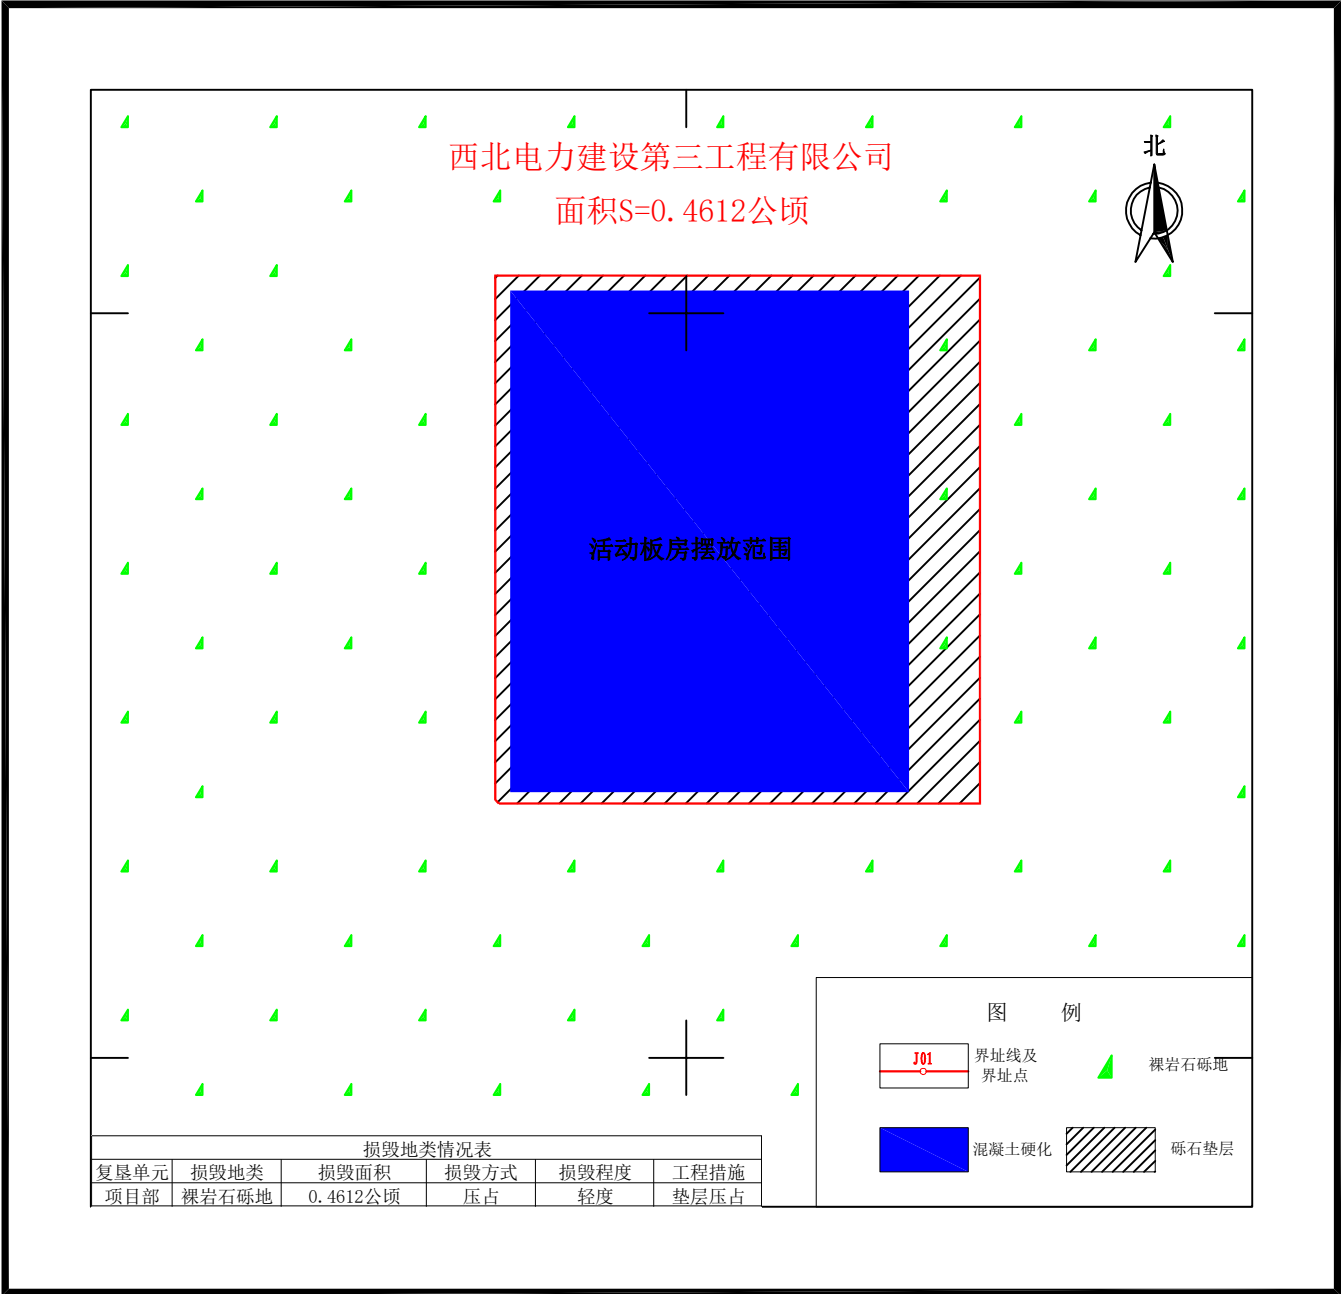 西北电力建设第三工程有限公司
面积S=0.4612公顷
北
活动板房摆放范围
图 例
J01
界址线及
界址点
裸岩石砾地
混凝土硬化
砾石垫层
损毁地类情况表
复垦单元 损毁地类 损毁面积 损毁方式 损毁程度 工程措施
项目部 裸岩石砾地 0.4612公顷 压占 轻度 垫层压占